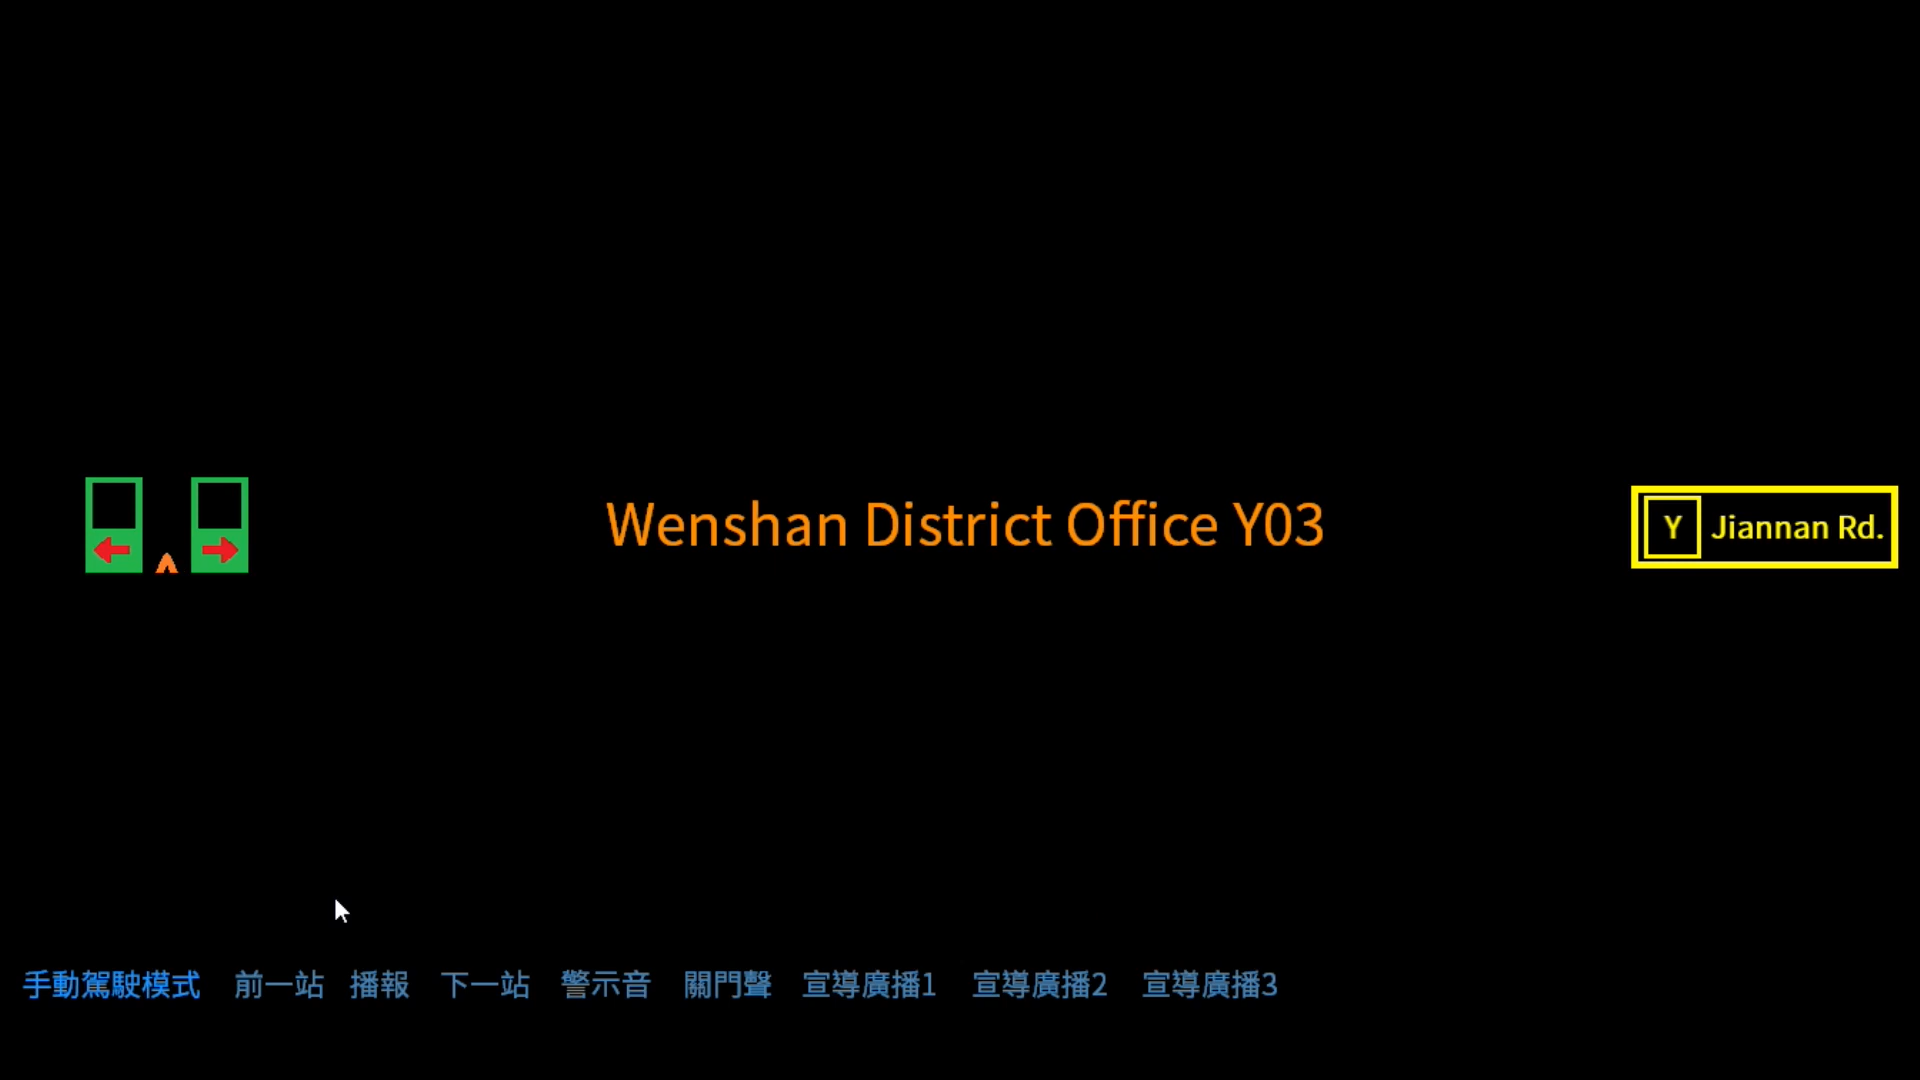 Wenshan District Office Y03
Y Jiannan Rd.
手動駕駛模式 前一站 播報 下一站 警示音 關門聲 宣導廣播1 宣導廣播2 宣導廣播3